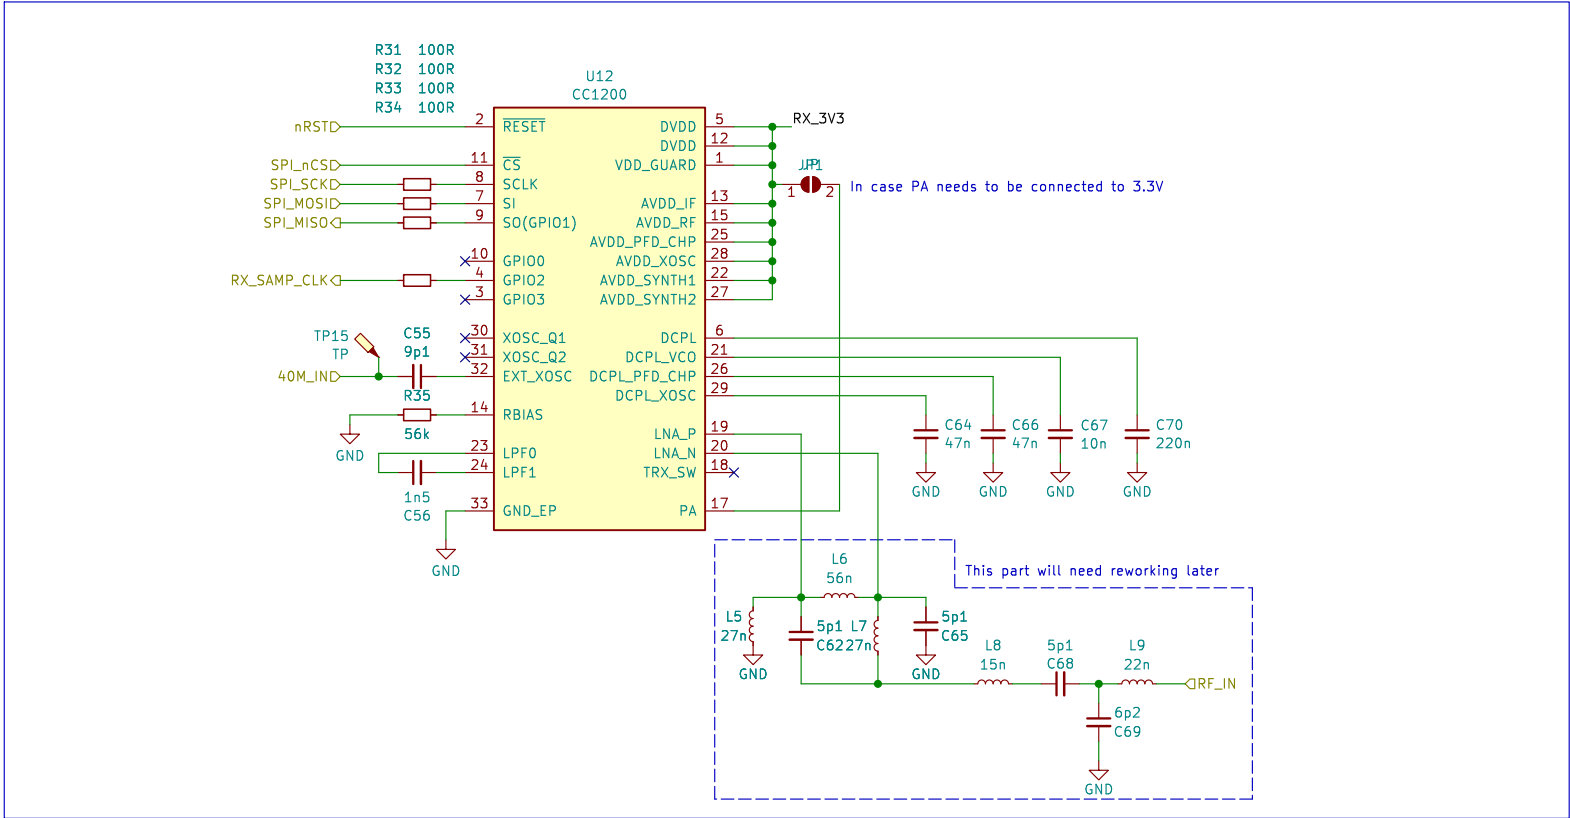 R31 100R
R32 100R
R33 100R
R34 100R
U12
CC1200
nRST
SPI_nCS
SPI_SCK
SPI_MOSI
SPI_MISO
RX_SAMP_CLK
TP15
TP
C55
9p1
40M_IN
R35
56k
GND
1n5
C56
GND
2 RESET
11 CS
8 SCLK
7 SI
9 SO(GPIO1)
10 GPIO0
4 GPIO2
3 GPIO3
30 XOSC_Q1
31 XOSC_Q2
32 EXT_XOSC
14 RBIAS
23 LPF0
24 LPF1
33 GND_EP
DVDD 5
DVDD 12
VDD_GUARD 1
AVDD_IF 13
AVDD_RF 15
AVDD_PFD_CHP 25
AVDD_XOSC 28
AVDD_SYNTH1 22
AVDD_SYNTH2 27
DCPL 6
DCPL_VCO 21
DCPL_PFD_CHP 26
DCPL_XOSC 29
LNA_P 19
LNA_N 20
TRX_SW 18
PA 17
RX_3V3
JP1
1 2
In case PA needs to be connected to 3.3V
C64
47n
GND
C66
47n
GND
C67
10n
GND
C70
220n
GND
This part will need reworking later
L6
56n
L5
27n
GND
5p1
C62
L7
27n
5p1
C65
GND
L8
15n
5p1
C68
L9
22n
RF_IN
6p2
C69
GND